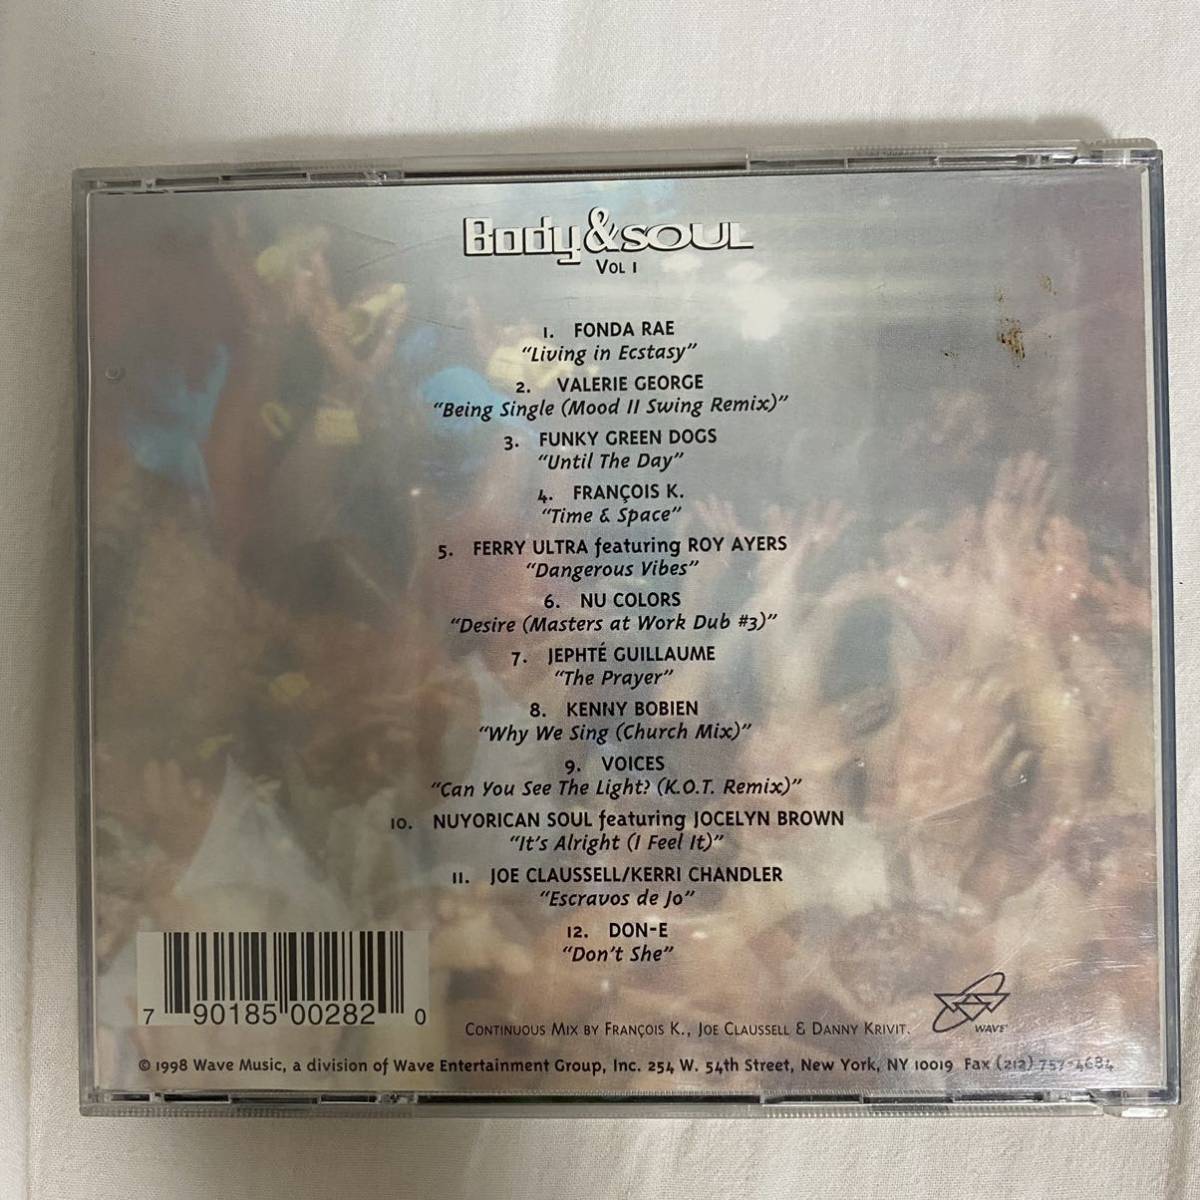 Body & SOUL
VOL 1
1. FONDA RAE
"Living in Ecstasy"
2. VALERIE GEORGE
"Being Single (Mood II Swing Remix)"
3. FUNKY GREEN DOGS
"Until The Day"
4. FRANÇOIS K.
"Time & Space"
5. FERRY ULTRA featuring ROY AYERS
"Dangerous Vibes"
6. NU COLORS
"Desire (Masters at Work Dub #3)"
7. JEPHTÉ GUILLAUME
"The Prayer"
8. KENNY BOBIEN
"Why We Sing (Church Mix)"
9. VOICES
"Can You See The Light? (K.O.T. Remix)"
10. NUYORICAN SOUL featuring JOCELYN BROWN
"It's Alright (I Feel It)"
11. JOE CLAUSSELL/KERRI CHANDLER
"Escravos de Jo"
12. DON-E
"Don't She"
7 90185 00282 0
CONTINUOUS MIX BY FRANÇOIS K., JOE CLAUSSELL & DANNY KRIVIT.
WAVE
© 1998 Wave Music, a division of Wave Entertainment Group, Inc. 254 W. 54th Street, New York, NY 10019 Fax (212) 757-4684